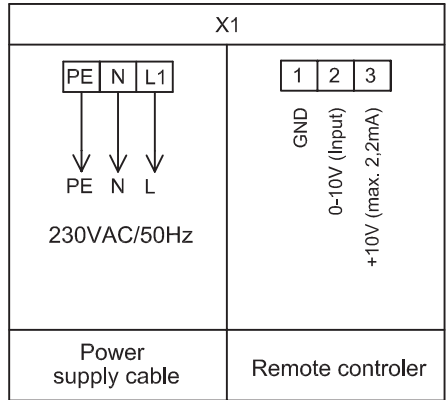 X1
PE N L1
PE N L
230VAC/50Hz
Power
supply cable
1 2 3
GND
0-10V (Input)
+10V (max. 2,2mA)
Remote controler